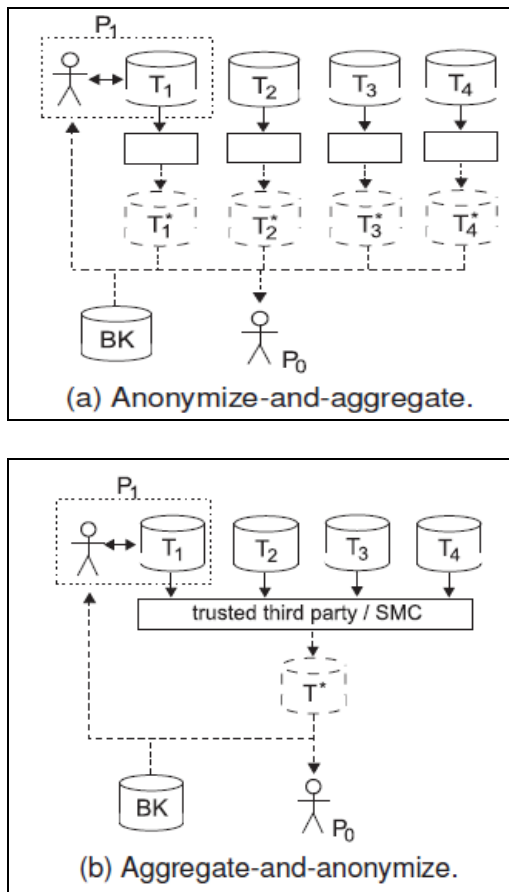 P1
T1 T2 T3 T4
T1* T2* T3* T4*
BK
P0
(a) Anonymize-and-aggregate.
P1
T1 T2 T3 T4
trusted third party / SMC
T*
BK
P0
(b) Aggregate-and-anonymize.